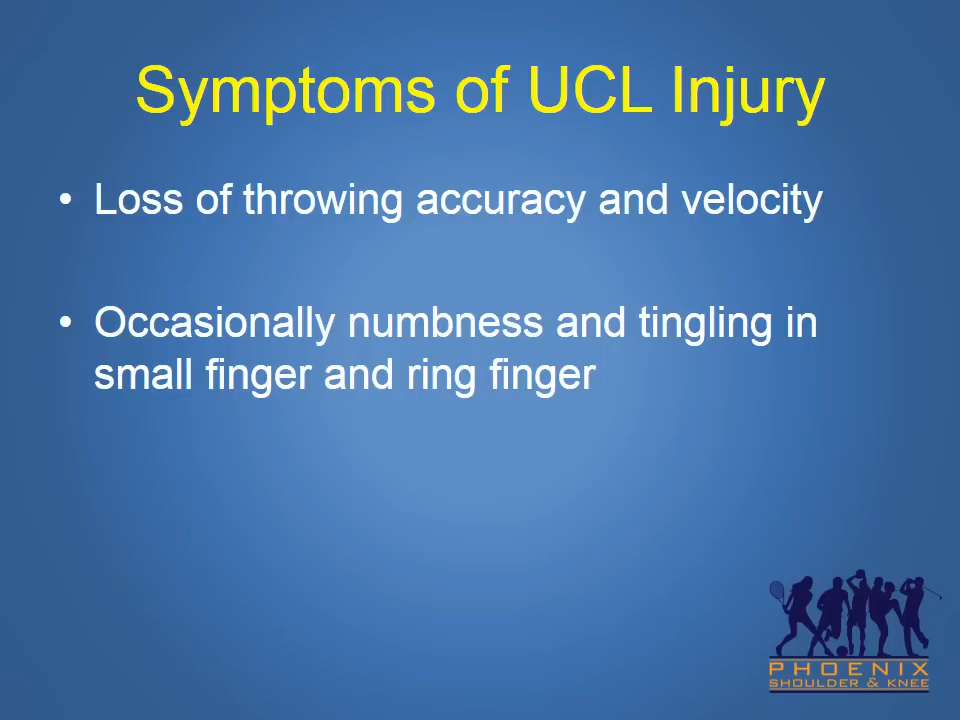 Symptoms of UCL Injury
• Loss of throwing accuracy and velocity
• Occasionally numbness and tingling in
small finger and ring finger
PHOENIX
SHOULDER & KNEE